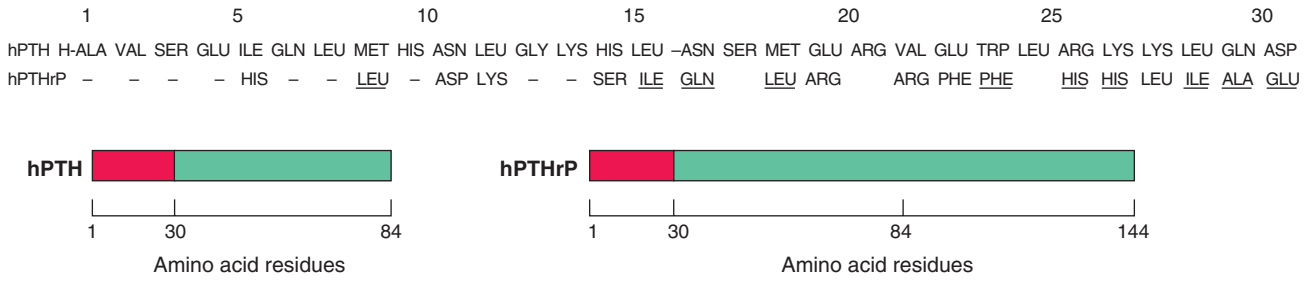 1 5 10 15 20 25 30
hPTH H-ALA VAL SER GLU ILE GLN LEU MET HIS ASN LEU GLY LYS HIS LEU –ASN SER MET GLU ARG VAL GLU TRP LEU ARG LYS LYS LEU GLN ASP
hPTHrP – – – – HIS – – LEU – ASP LYS – – SER ILE GLN LEU ARG ARG PHE PHE HIS HIS LEU ILE ALA GLU
hPTH hPTHrP
1 30 84 1 30 84 144
Amino acid residues Amino acid residues